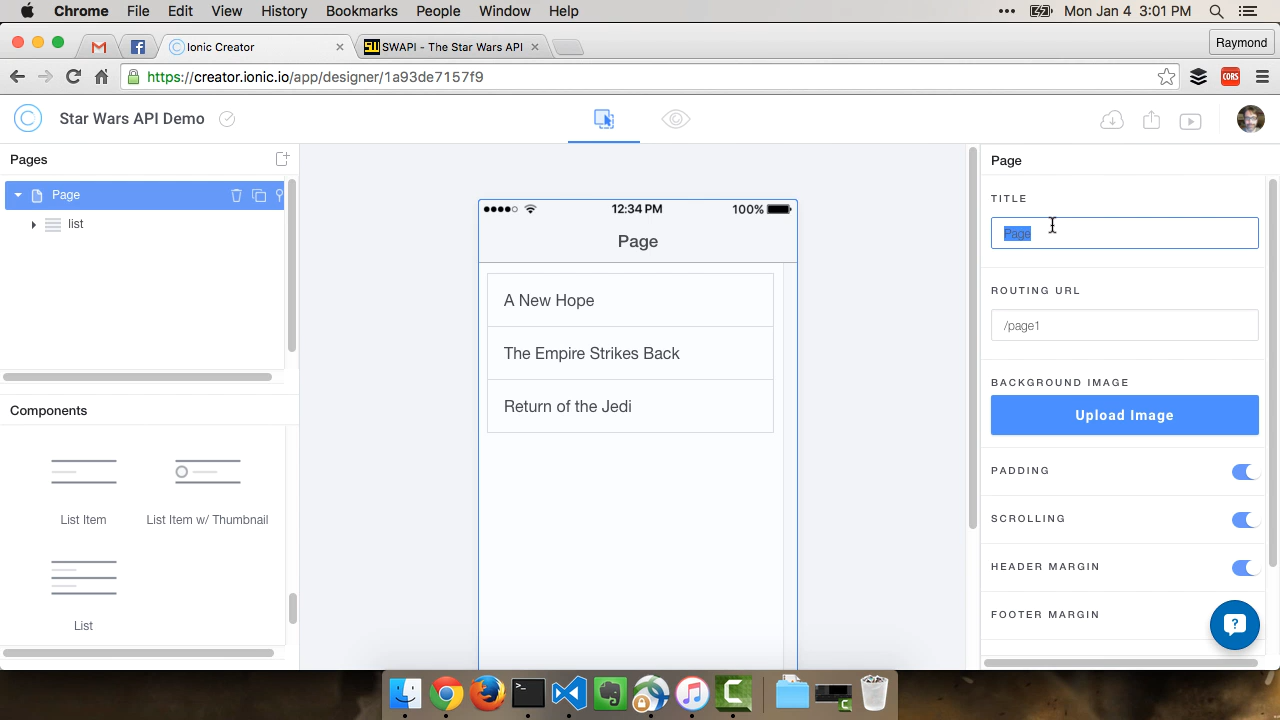 Chrome File Edit View History Bookmarks People Window Help
Mon Jan 4 3:01 PM
Ionic Creator
SWAPI - The Star Wars API
Raymond
https://creator.ionic.io/app/designer/1a93de7157f9
CORS
Star Wars API Demo
Pages
Page
list
Components
List Item
List Item w/ Thumbnail
List
12:34 PM
100%
Page
A New Hope
The Empire Strikes Back
Return of the Jedi
Page
TITLE
Page
ROUTING URL
/page1
BACKGROUND IMAGE
Upload Image
PADDING
SCROLLING
HEADER MARGIN
FOOTER MARGIN